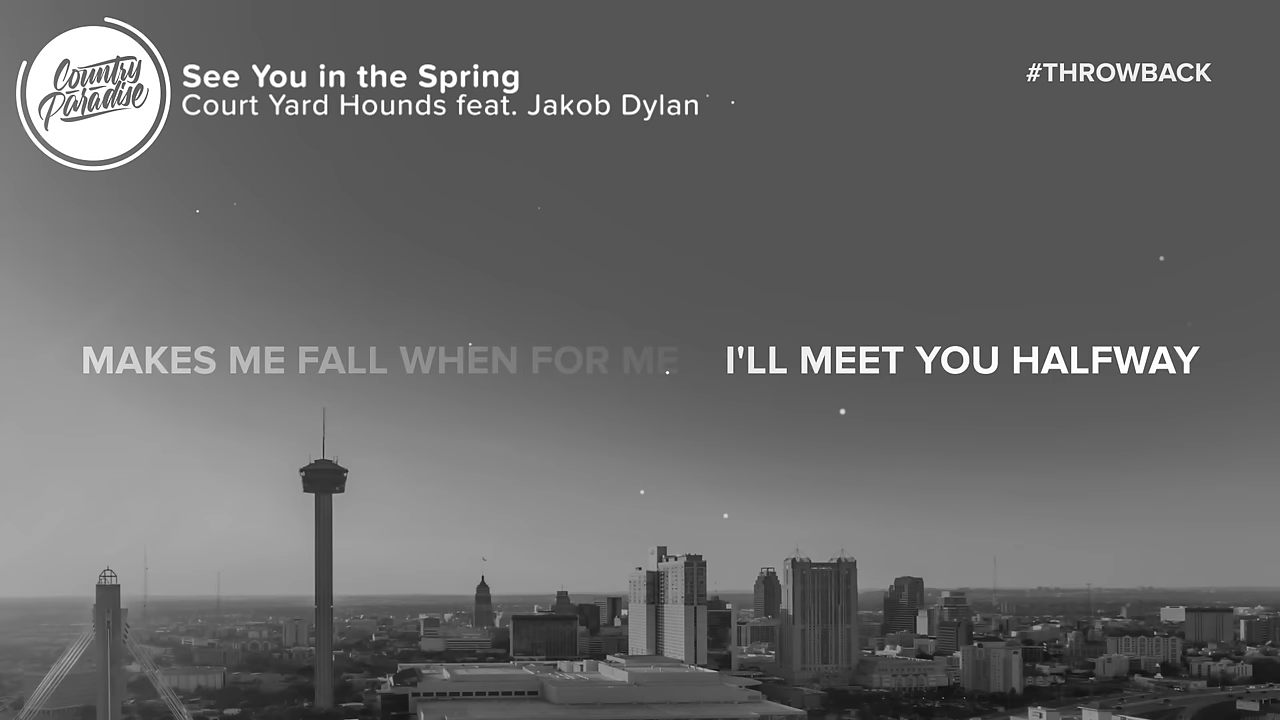 Country
Paradise
See You in the Spring
Court Yard Hounds feat. Jakob Dylan
#THROWBACK
MAKES ME FALL WHEN FOR ME I'LL MEET YOU HALFWAY